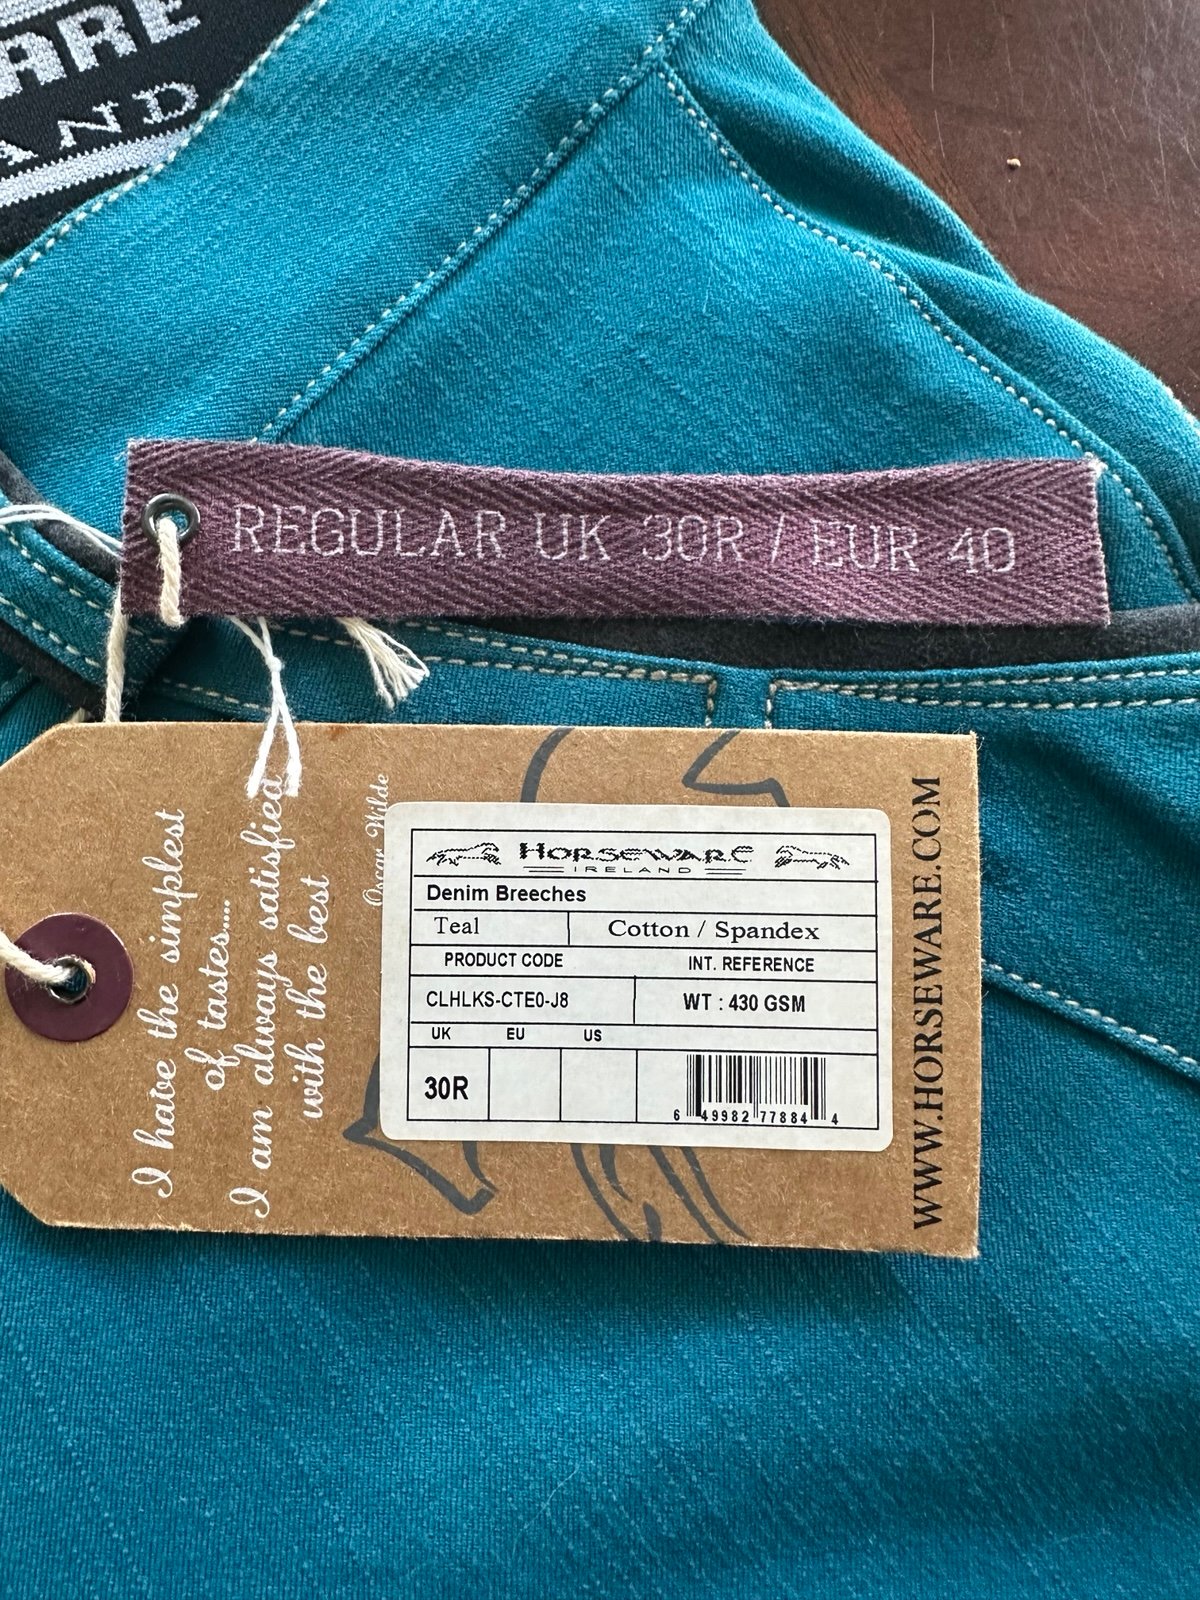 ARE
AND
REGULAR UK 30R / EUR 40
I have the simplest
of tastes....
I am always satisfied
with the best
Oscar Wilde
HORSEWARE
IRELAND
Denim Breeches
Teal Cotton / Spandex
PRODUCT CODE INT. REFERENCE
CLHLKS-CTE0-J8 WT : 430 GSM
UK EU US
30R
6 49982 77884 4
WWW.HORSEWARE.COM